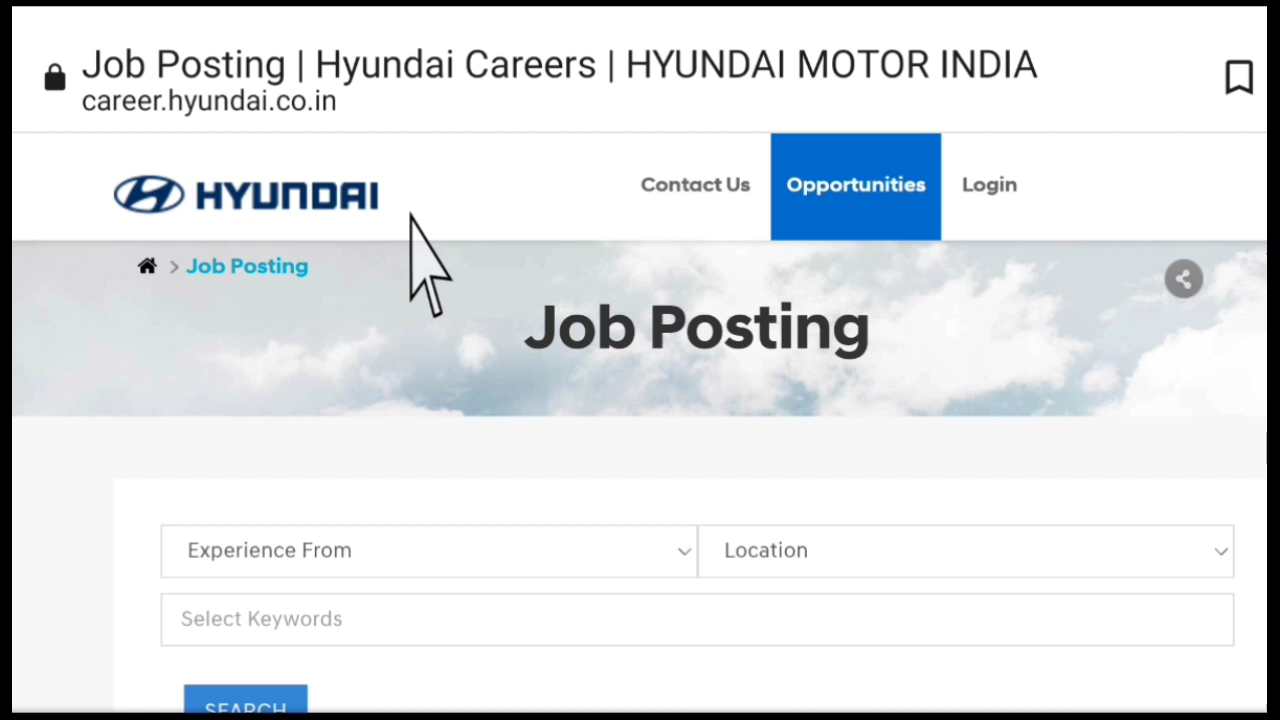 Job Posting | Hyundai Careers | HYUNDAI MOTOR INDIA
career.hyundai.co.in
HYUNDAI
Contact Us
Opportunities
Login
> Job Posting
Job Posting
Experience From
Location
Select Keywords
SEARCH